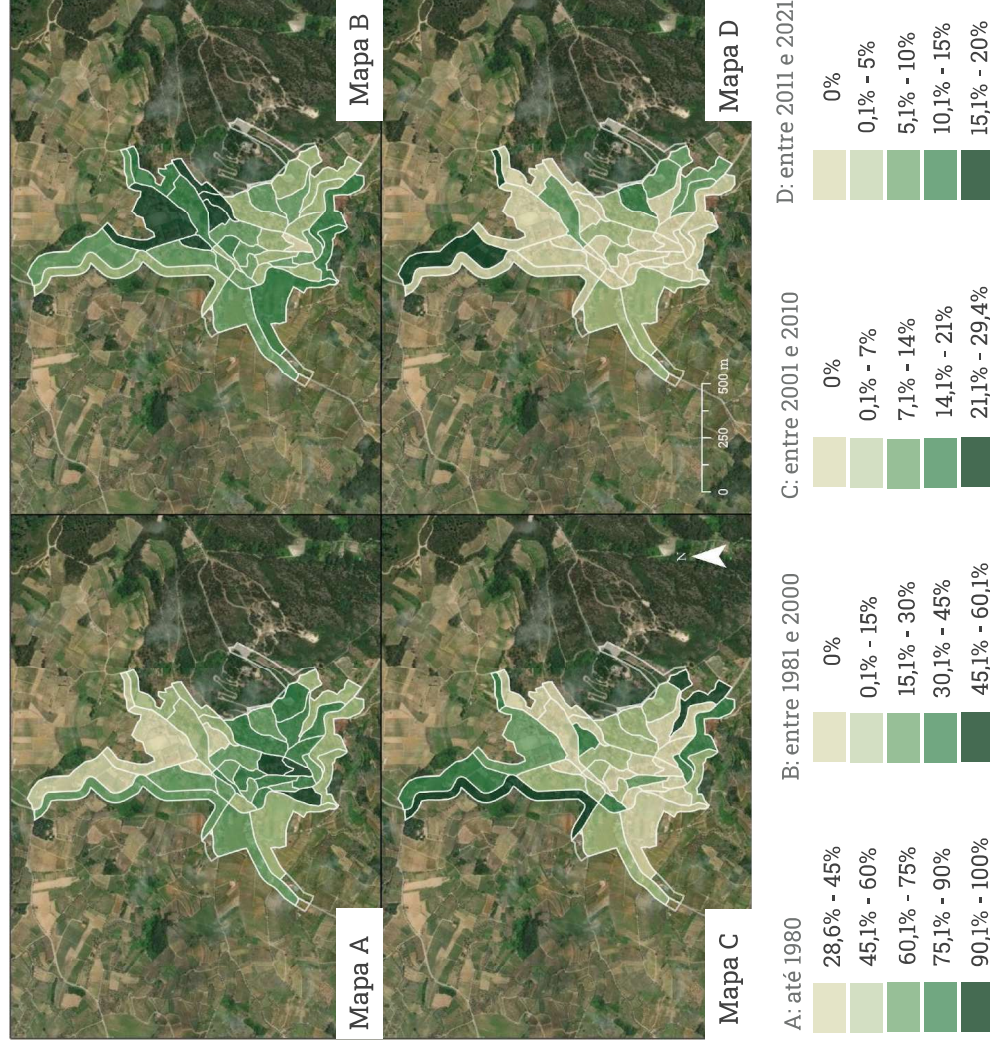 Mapa A
Mapa B
Mapa C
N
Mapa D
0
250
500 m
A: até 1980
28,6% - 45%
45,1% - 60%
60,1% - 75%
75,1% - 90%
90,1% - 100%
B: entre 1981 e 2000
0%
0,1% - 15%
15,1% - 30%
30,1% - 45%
45,1% - 60,1%
C: entre 2001 e 2010
0%
0,1% - 7%
7,1% - 14%
14,1% - 21%
21,1% - 29,4%
D: entre 2011 e 2021
0%
0,1% - 5%
5,1% - 10%
10,1% - 15%
15,1% - 20%